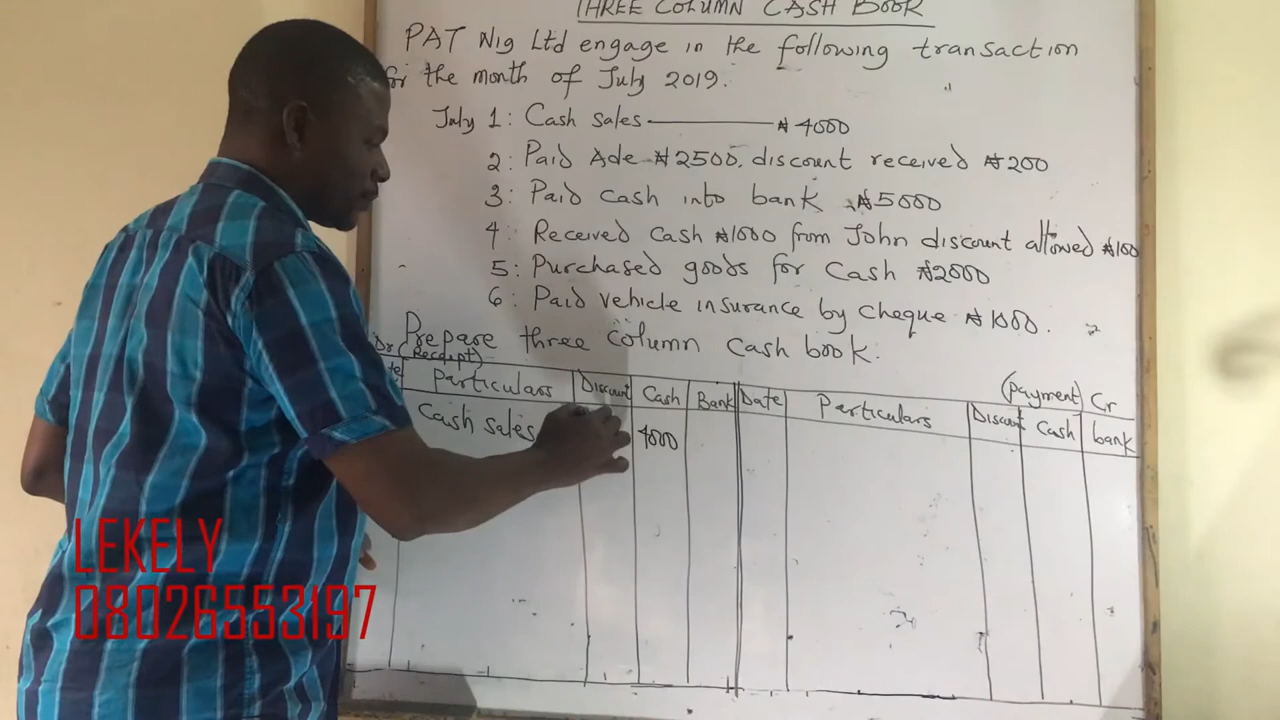 THREE COLUMN CASH BOOK
PAT Nig Ltd engage in the following transaction
for the month of July 2019.
July 1: Cash sales ₦4000
2: Paid Ade ₦2500, discount received ₦200
3: Paid cash into bank ₦5000
4: Received cash ₦1000 from John discount allowed ₦100
5: Purchased goods for Cash ₦2000
6: Paid vehicle insurance by cheque ₦1000.
Prepare three column Cash book.
Dr (Receipt) (payment) Cr
Particulars Discount Cash Bank Date Particulars Discount Cash bank
Cash sales 4000
LEKELY
08026553197